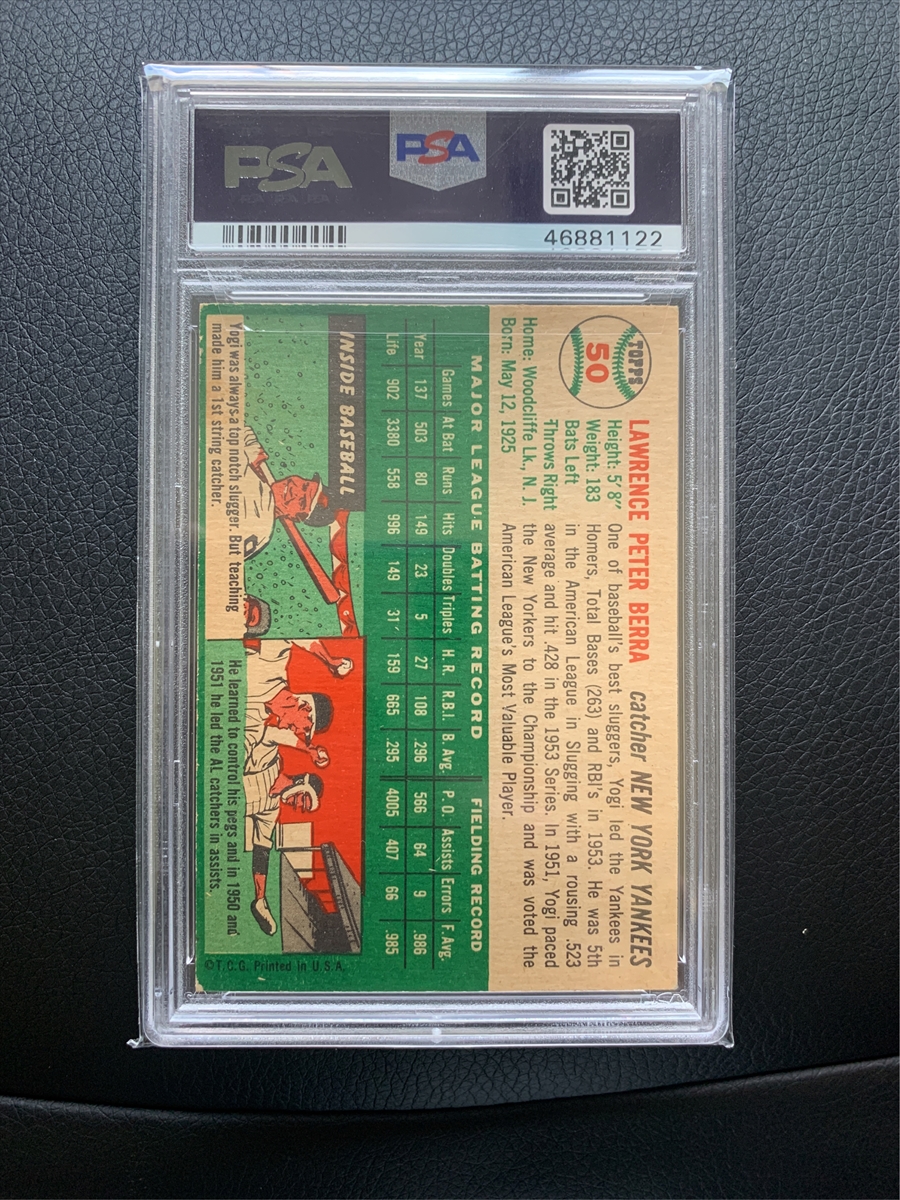 PSA
PSA
46881122
TOPPS
50
LAWRENCE PETER BERRA catcher NEW YORK YANKEES
Height: 5'8"
Weight: 183
Bats Left
Throws Right
Home: Woodcliffe Lk., N. J.
Born: May 12, 1925
One of baseball's best sluggers, Yogi led the Yankees in
Homers, Total Bases (263) and RBI's in 1953. He was 5th
in the American League in Slugging with a rousing .523
average and hit .428 in the 1953 Series. In 1951, Yogi paced
the New Yorkers to the Championship and was voted the
American League's Most Valuable Player.
MAJOR LEAGUE BATTING RECORD FIELDING RECORD
Games At Bat Runs Hits Doubles Triples H. R. R.B.I. B. Avg. P. O. Assists Errors F. Avg.
Year 137 503 80 149 23 5 27 108 .296 566 64 9 .986
Life 902 3380 558 996 149 31 159 665 .295 4005 407 66 .985
INSIDE BASEBALL
Yogi was always a top notch slugger. But teaching
made him a 1st string catcher.
He learned to control his pegs and in 1950 and
1951 he led the AL catchers in assists.
©T.C.G. Printed in U.S.A.